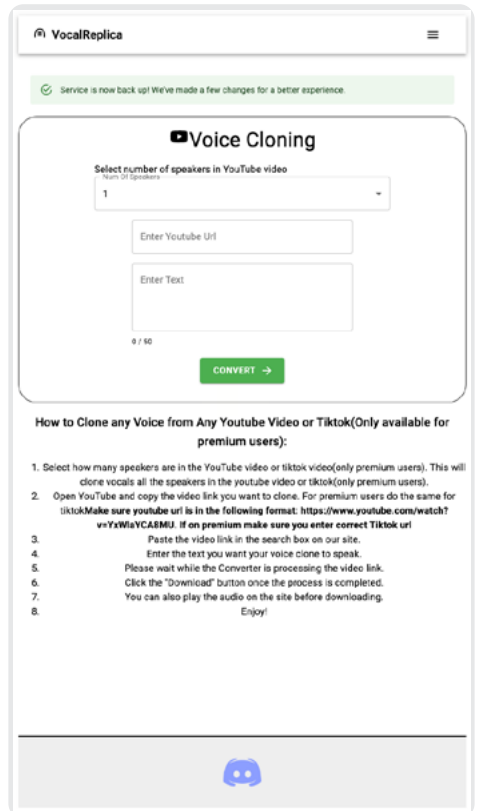 VocalReplica
Service is now back up! We've made a few changes for a better experience.
Voice Cloning
Select number of speakers in YouTube video
Num Of Speakers
1
Enter Youtube Url
Enter Text
0 / 50
CONVERT →
How to Clone any Voice from Any Youtube Video or Tiktok(Only available for
premium users):
1. Select how many speakers are in the YouTube video or tiktok video(only premium users). This will
clone vocals all the speakers in the youtube video or tiktok(only premium users).
2. Open YouTube and copy the video link you want to clone. For premium users do the same for
tiktokMake sure youtube url is in the following format: https://www.youtube.com/watch?
v=YxWlaYCA8MU. If on premium make sure you enter correct Tiktok url
3. Paste the video link in the search box on our site.
4. Enter the text you want your voice clone to speak.
5. Please wait while the Converter is processing the video link.
6. Click the "Download" button once the process is completed.
7. You can also play the audio on the site before downloading.
8. Enjoy!